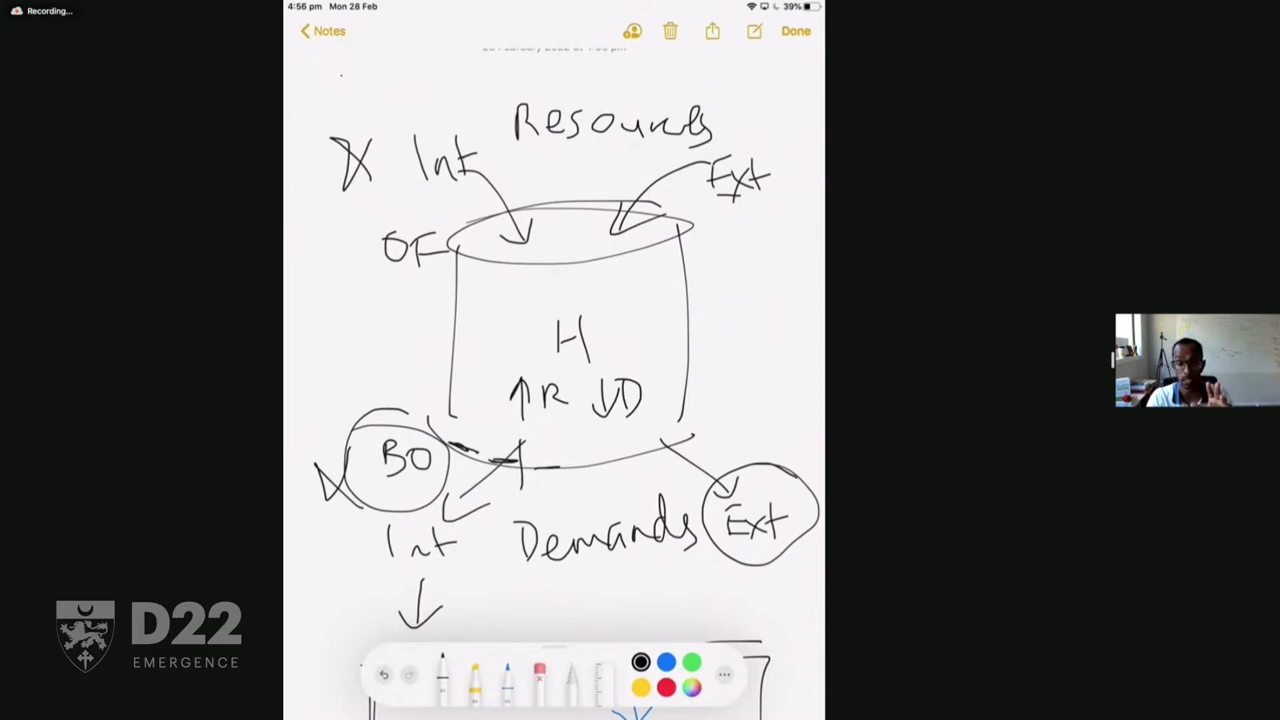 Recording...
4:56 pm Mon 28 Feb
39%
Notes
Done
Resources
Int
Ext
OF
H
↑R ↓D
BO
Int
Demands
Ext
D22
EMERGENCE